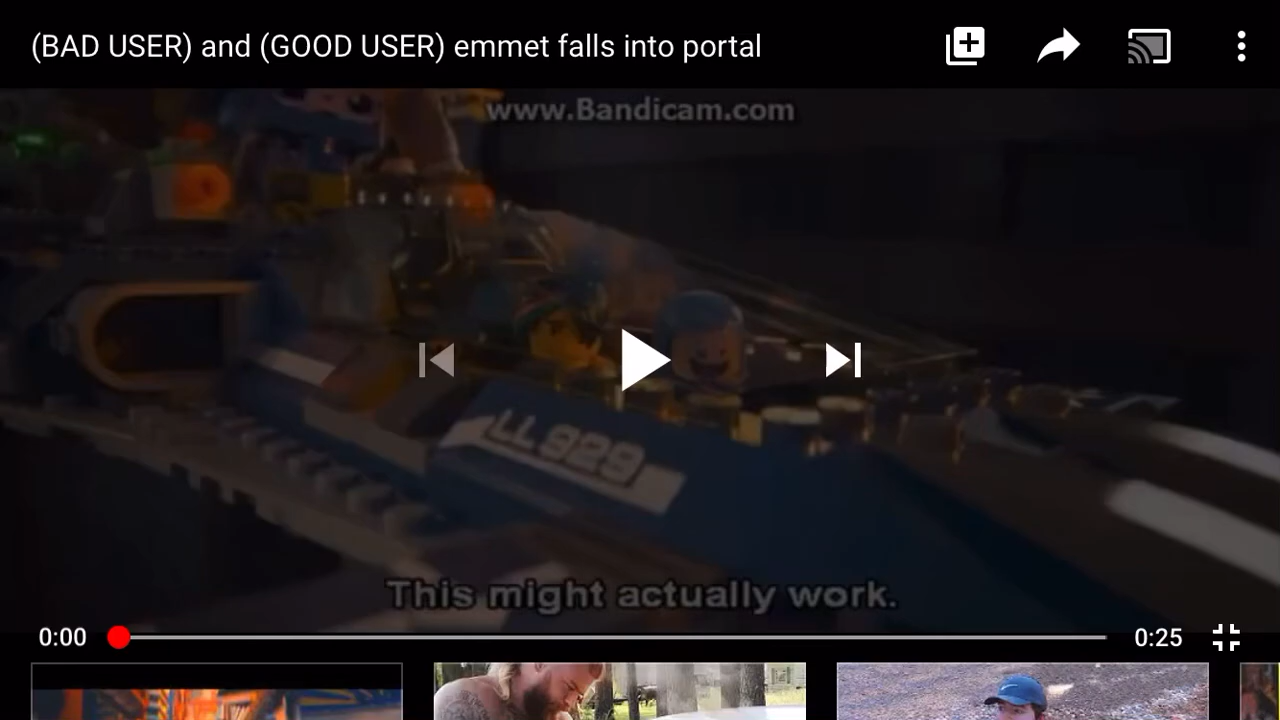 (BAD USER) and (GOOD USER) emmet falls into portal
www.Bandicam.com
LL929
This might actually work.
0:00
0:25